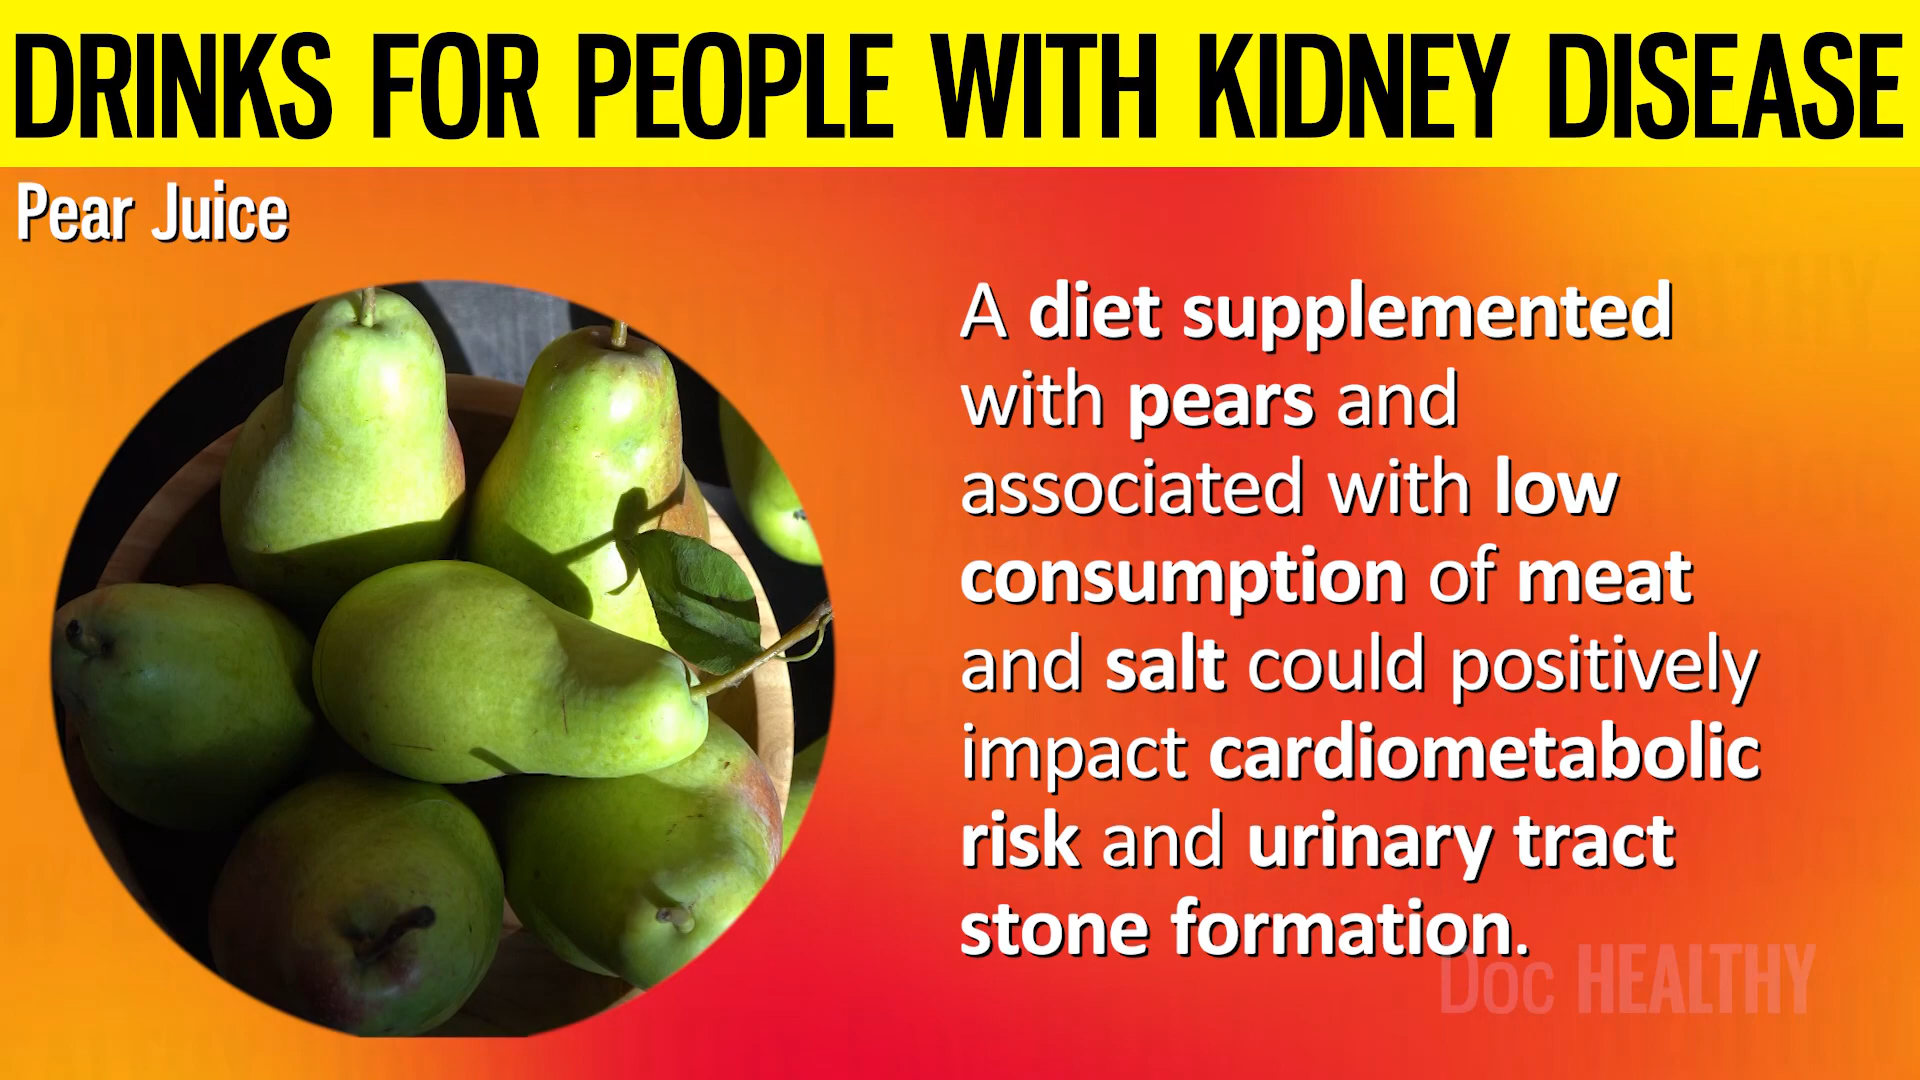 DRINKS FOR PEOPLE WITH KIDNEY DISEASE
Pear Juice
A diet supplemented
with pears and
associated with low
consumption of meat
and salt could positively
impact cardiometabolic
risk and urinary tract
stone formation.
Doc HEALTHY